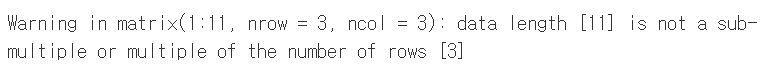 Warning in matrix(1:11, nrow = 3, ncol = 3): data length [11] is not a sub-
multiple or multiple of the number of rows [3]